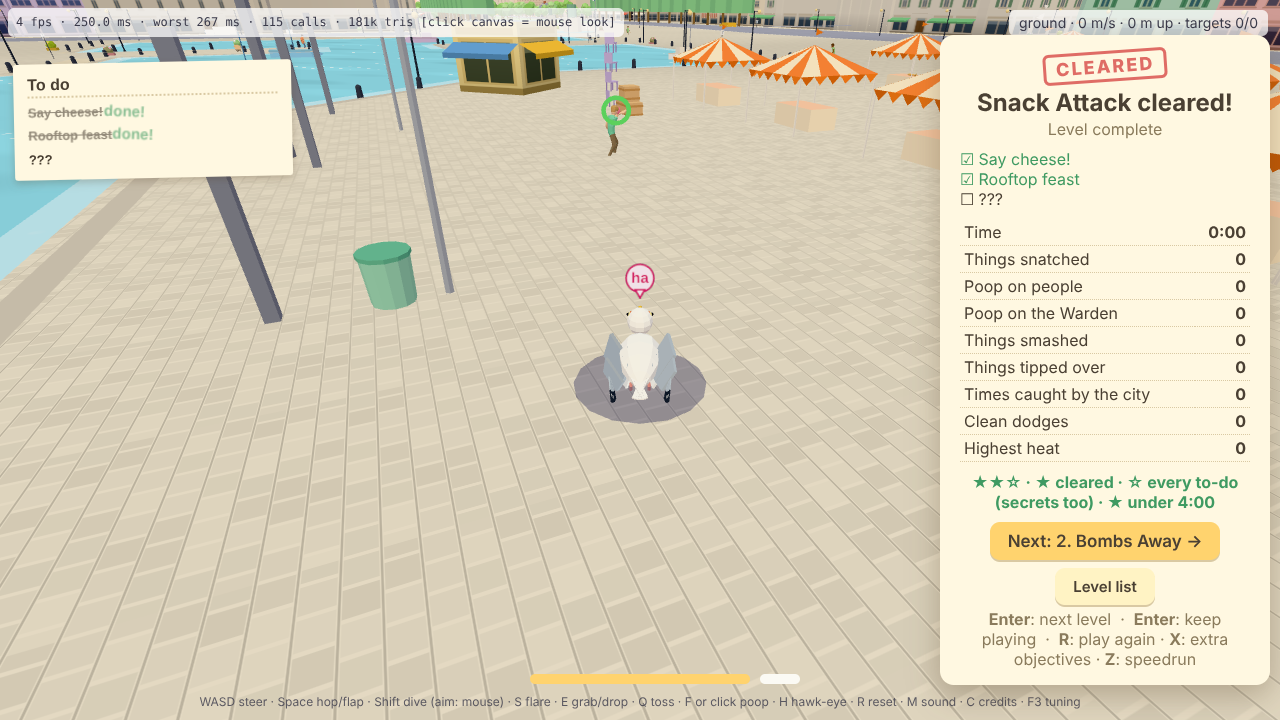 4 fps · 250.0 ms · worst 267 ms · 115 calls · 181k tris [click canvas = mouse look]
ground · 0 m/s · 0 m up · targets 0/0
To do
Say cheese! done!
Rooftop feast done!
???
ha
CLEARED
Snack Attack cleared!
Level complete
☑ Say cheese!
☑ Rooftop feast
☐ ???
Time 0:00
Things snatched 0
Poop on people 0
Poop on the Warden 0
Things smashed 0
Things tipped over 0
Times caught by the city 0
Clean dodges 0
Highest heat 0
★★☆ · ★ cleared · ☆ every to-do
(secrets too) · ★ under 4:00
Next: 2. Bombs Away →
Level list
Enter: next level · Enter: keep
playing · R: play again · X: extra
objectives · Z: speedrun
WASD steer · Space hop/flap · Shift dive (aim: mouse) · S flare · E grab/drop · Q toss · F or click poop · H hawk-eye · R reset · M sound · C credits · F3 tuning